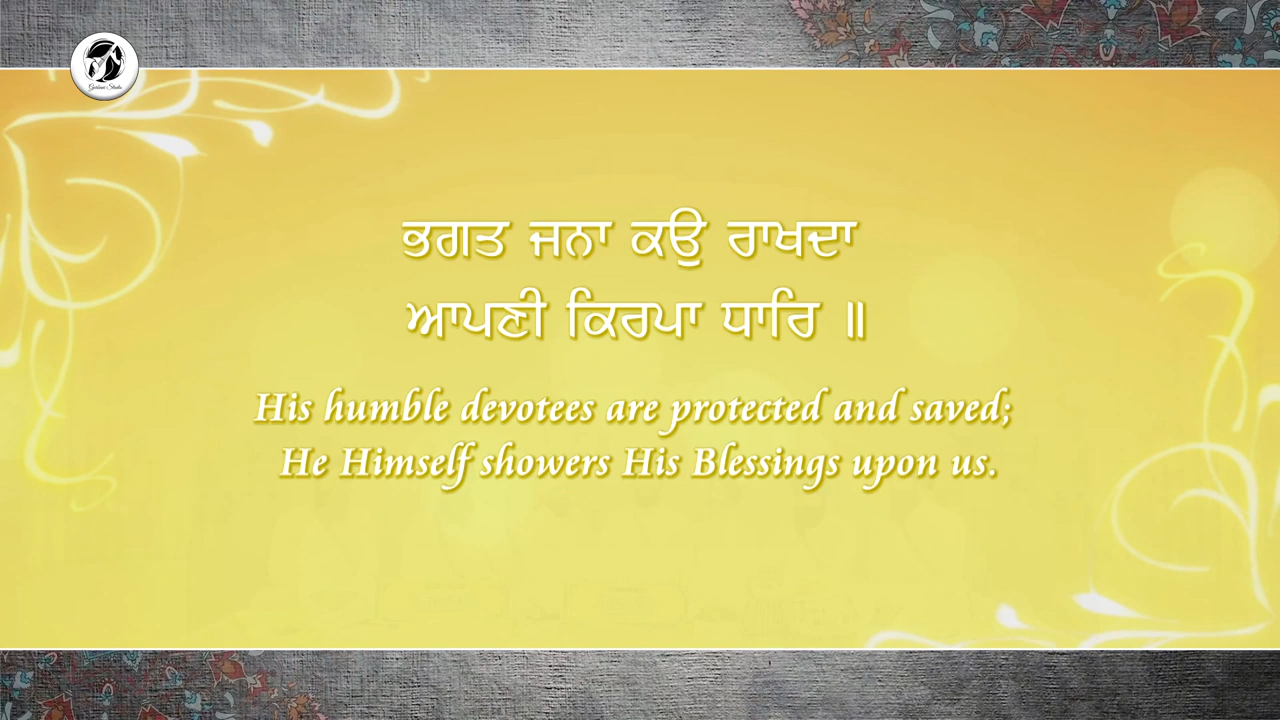 ਭਗਤ ਜਨਾ ਕਉ ਰਾਖਦਾ
ਆਪਣੀ ਕਿਰਪਾ ਧਾਰਿ ॥
His humble devotees are protected and saved;
He Himself showers His Blessings upon us.